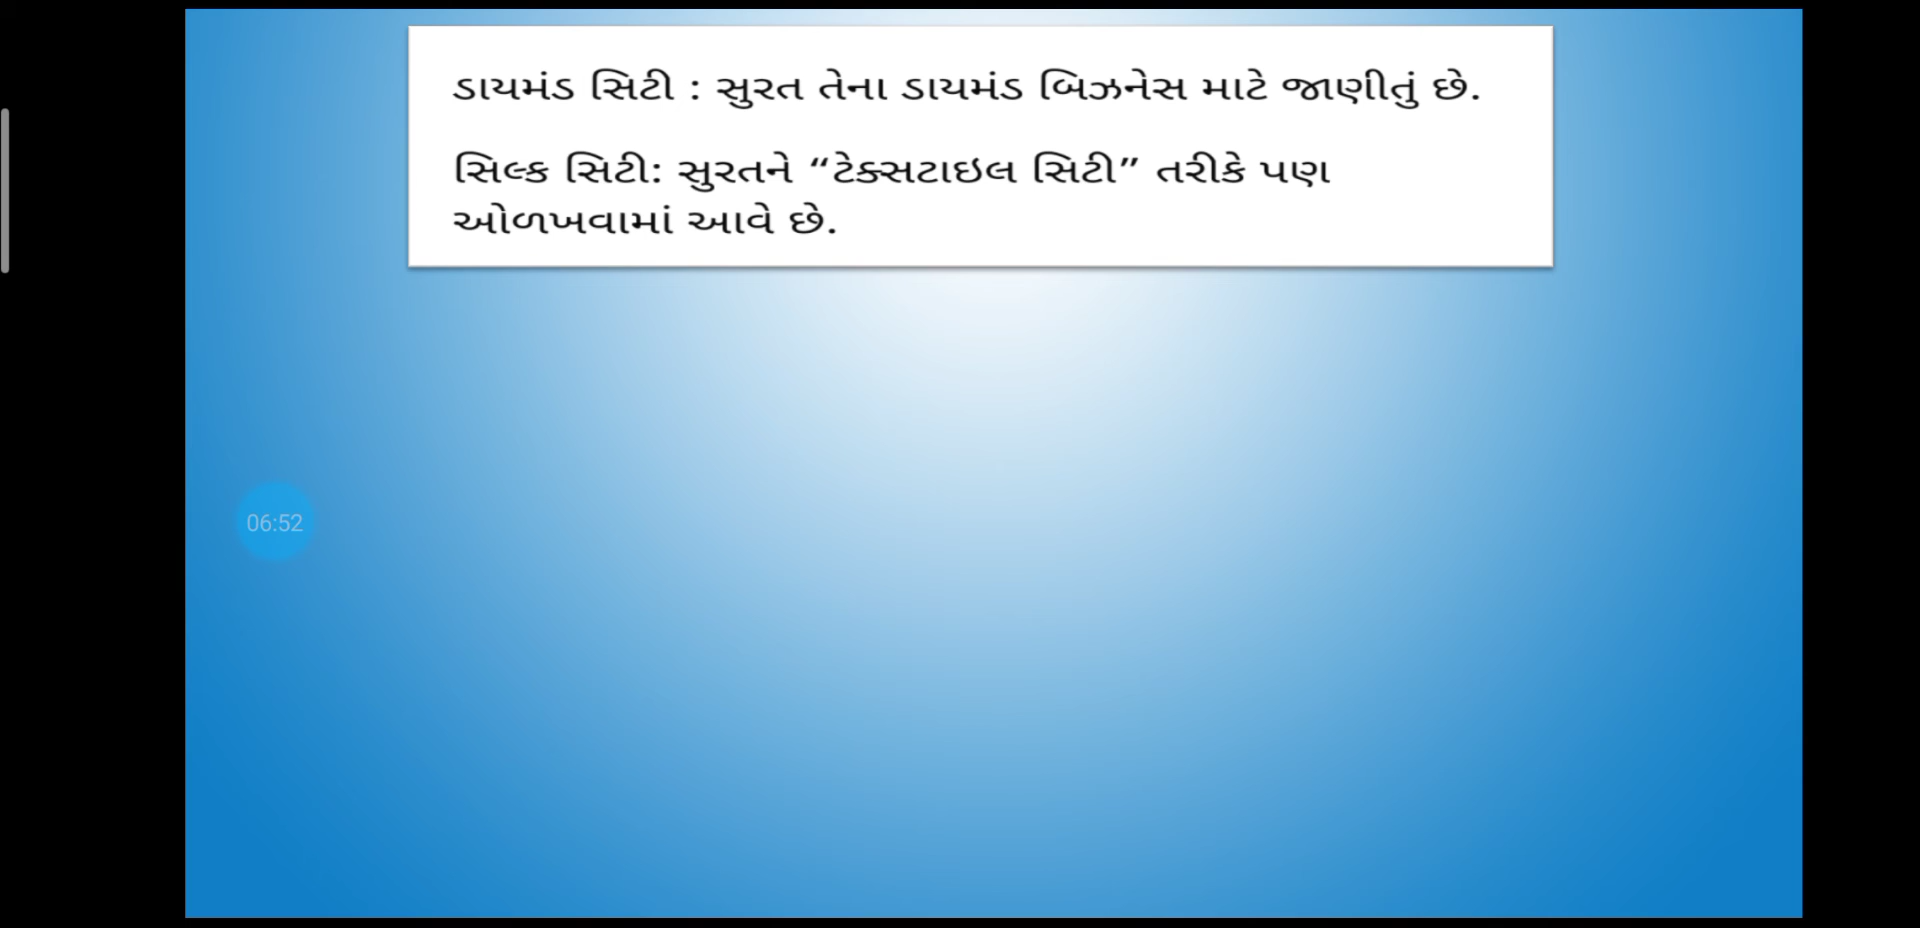 ડાયમંડ સિટી : સુરત તેના ડાયમંડ બિઝનેસ માટે જાણીતું છે.
સિલ્ક સિટી: સુરતને “ટેક્સટાઇલ સિટી” તરીકે પણ
ઓળખવામાં આવે છે.
06:52